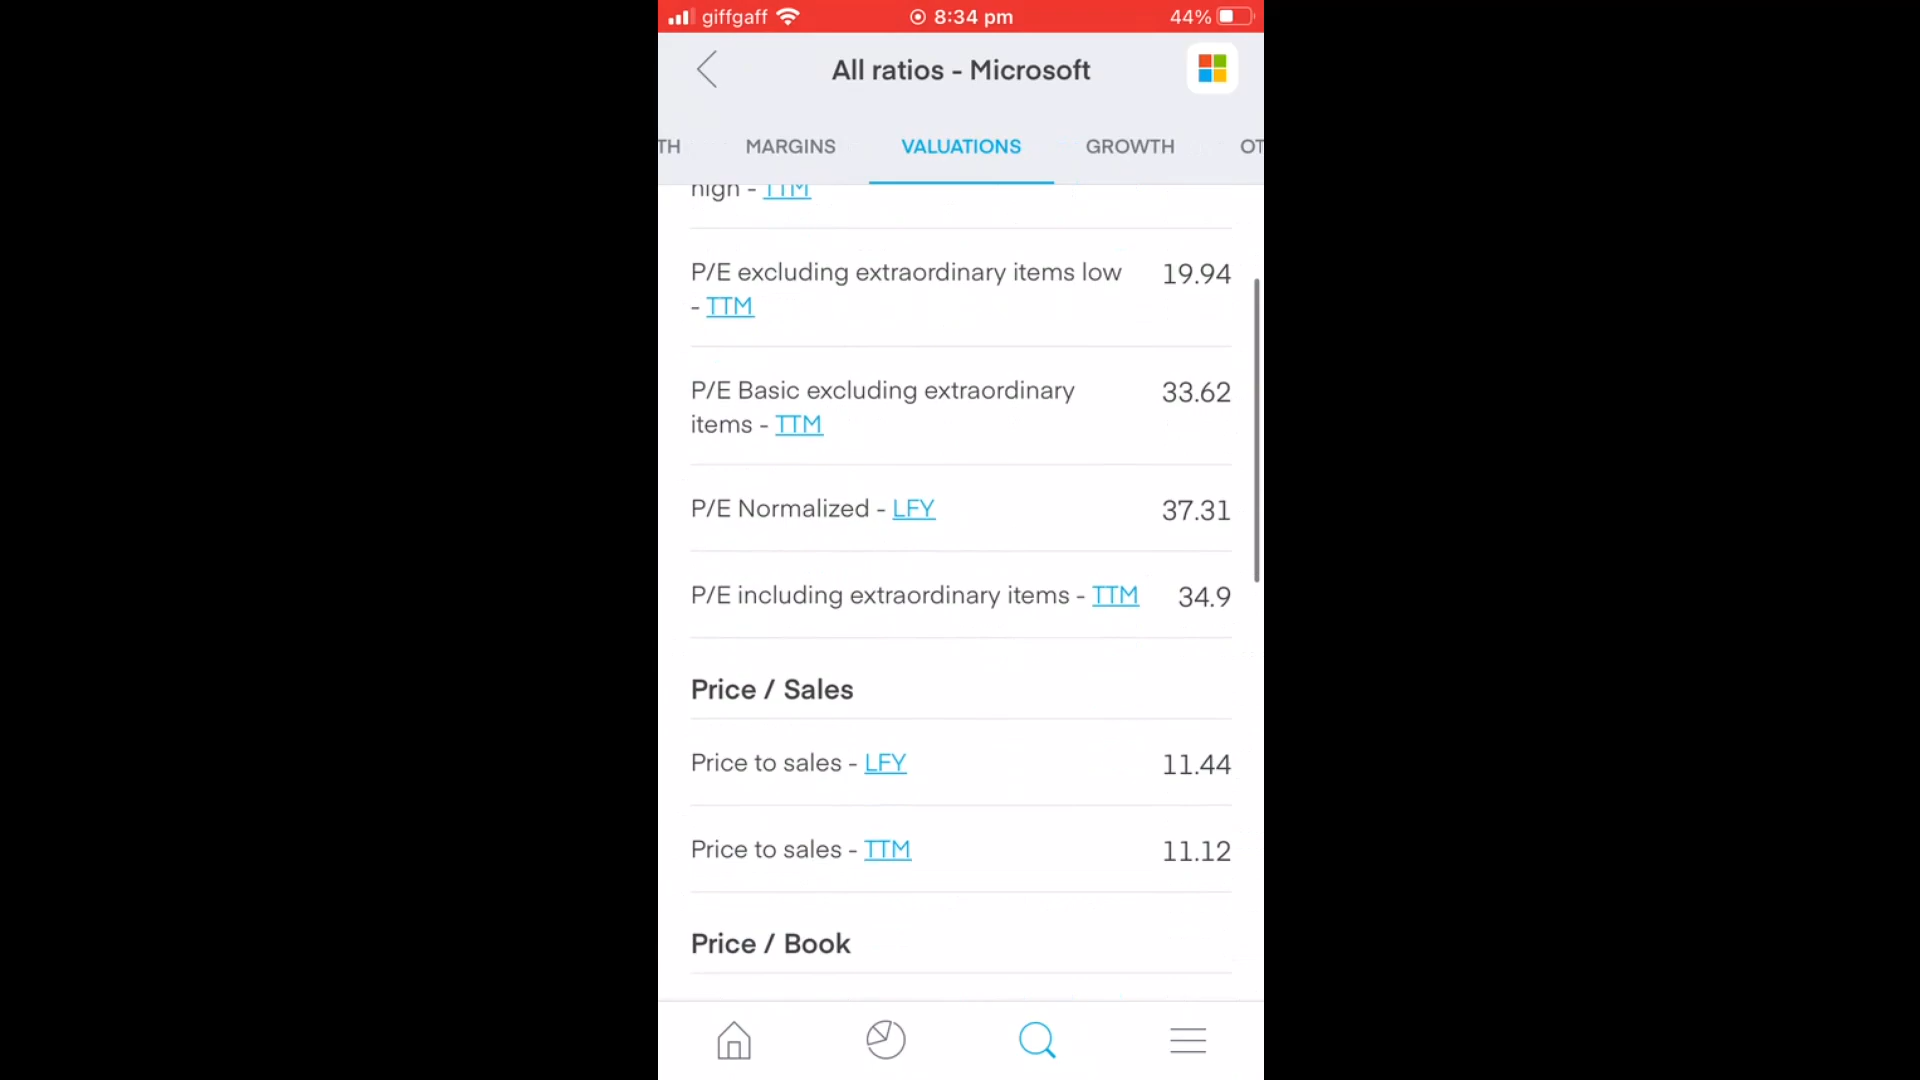 giffgaff 8:34 pm 44%
All ratios - Microsoft
TH MARGINS VALUATIONS GROWTH OT
high - TTM
P/E excluding extraordinary items low 19.94
- TTM
P/E Basic excluding extraordinary 33.62
items - TTM
P/E Normalized - LFY 37.31
P/E including extraordinary items - TTM 34.9
Price / Sales
Price to sales - LFY 11.44
Price to sales - TTM 11.12
Price / Book